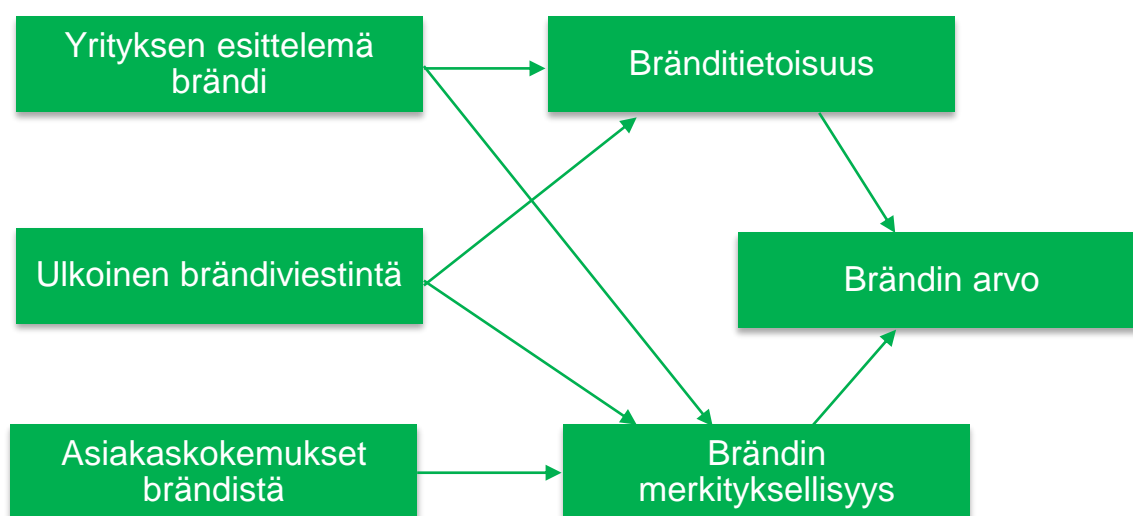 Yrityksen esittelemä
brändi
Bränditietoisuus
Ulkoinen brändiviestintä
Brändin arvo
Asiakaskokemukset
brändistä
Brändin
merkityksellisyys